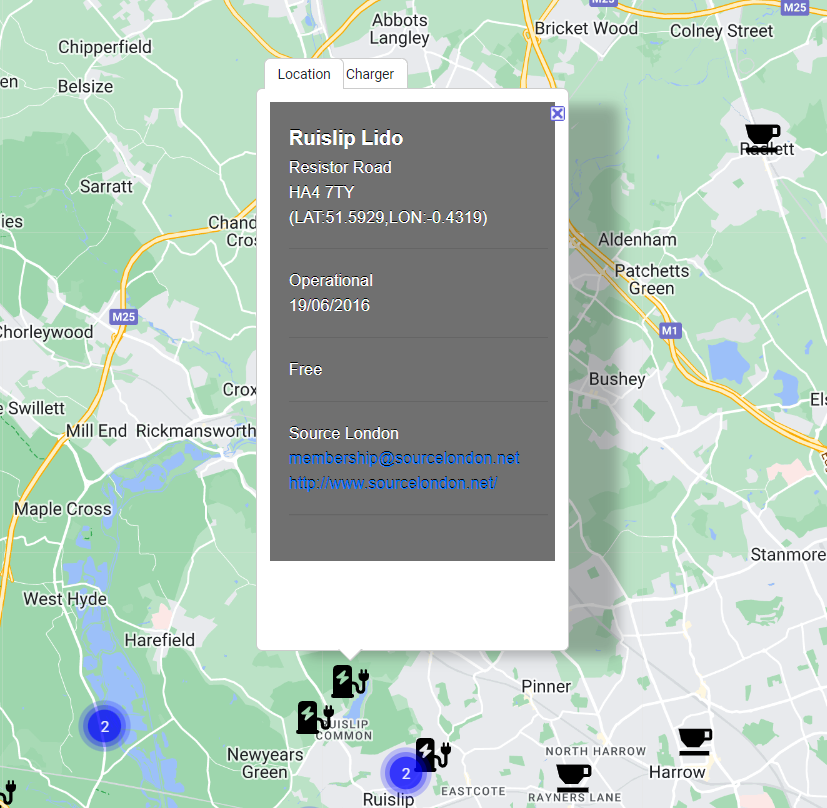 M25
M25
Abbots
Langley
Bricket Wood
Colney Street
Chipperfield
Location
Charger
en
Belsize
Ruislip Lido
Radlett
Resistor Road
Sarratt
HA4 7TY
ies
Chand
Cros
(LAT:51.5929,LON:-0.4319)
Aldenham
Patchetts
Green
Operational
19/06/2016
M25
M1
Chorleywood
Free
Bushey
Crox
Els
e Swillett
Mill End
Rickmansworth
Source London
membership@sourcelondon.net
http://www.sourcelondon.net/
Maple Cross
Stanmore
West Hyde
Harefield
Pinner
2
RUISLIP
COMMON
Newyears
Green
NORTH HARROW
2
Harrow
EASTCOTE
RAYNERS LANE
Ruislip